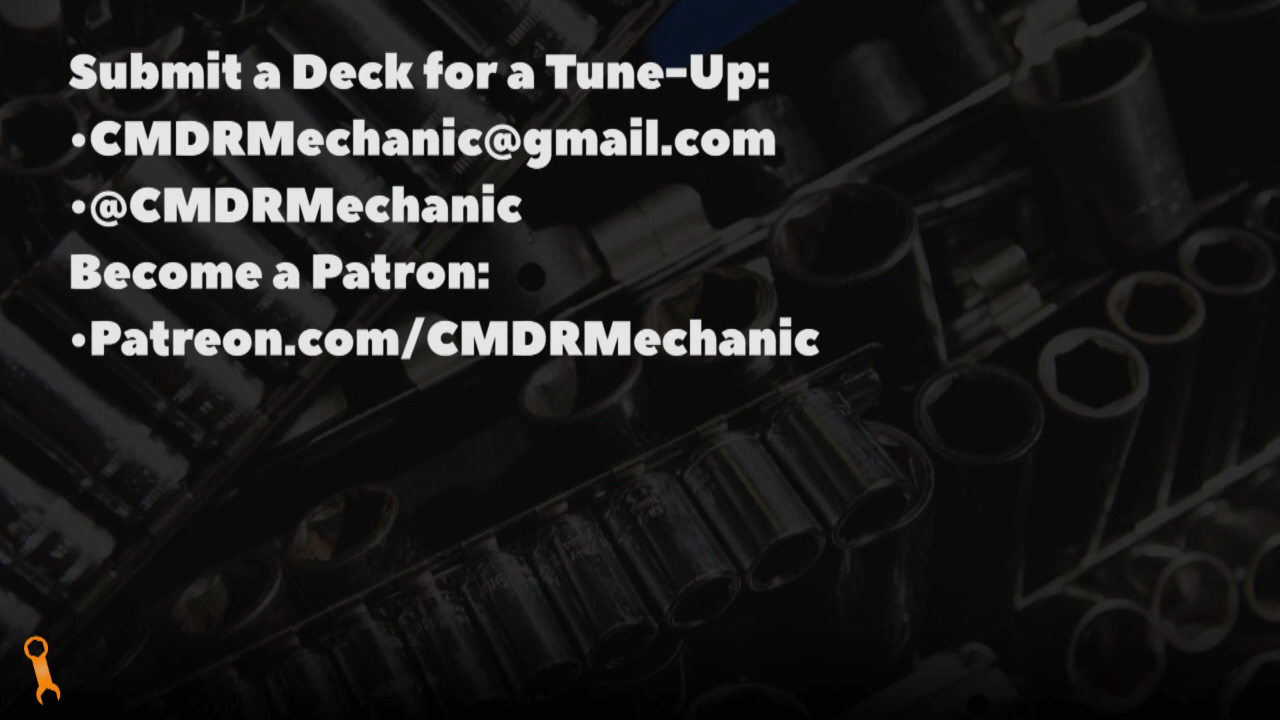 Submit a Deck for a Tune-Up:
•CMDRMechanic@gmail.com
•@CMDRMechanic
Become a Patron:
•Patreon.com/CMDRMechanic